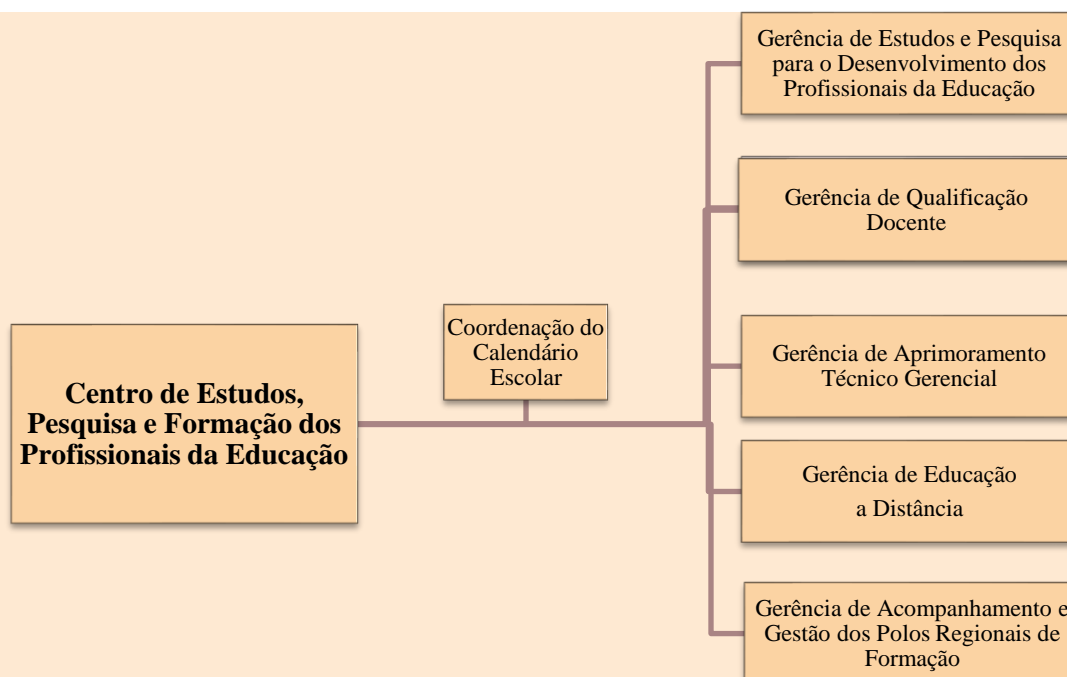 Gerência de Estudos e Pesquisa
para o Desenvolvimento dos
Profissionais da Educação
Gerência de Qualificação
Docente
Coordenação do
Calendário
Escolar
Gerência de Aprimoramento
Técnico Gerencial
Centro de Estudos,
Pesquisa e Formação dos
Profissionais da Educação
Gerência de Educação
a Distância
Gerência de Acompanhamento e
Gestão dos Polos Regionais de
Formação